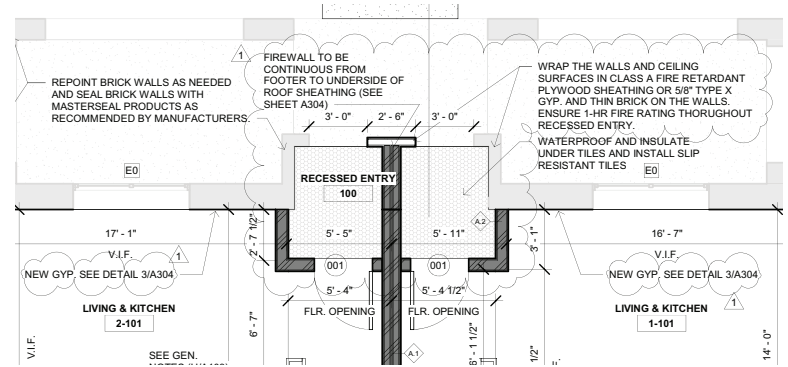 1
REPOINT BRICK WALLS AS NEEDED
AND SEAL BRICK WALLS WITH
MASTERSEAL PRODUCTS AS
RECOMMENDED BY MANUFACTURERS.
FIREWALL TO BE
CONTINUOUS FROM
FOOTER TO UNDERSIDE OF
ROOF SHEATHING (SEE
SHEET A304)
WRAP THE WALLS AND CEILING
SURFACES IN CLASS A FIRE RETARDANT
PLYWOOD SHEATHING OR 5/8" TYPE X
GYP. AND THIN BRICK ON THE WALLS.
ENSURE 1-HR FIRE RATING THORUGHOUT
RECESSED ENTRY.
WATERPROOF AND INSULATE
UNDER TILES AND INSTALL SLIP
RESISTANT TILES
3' - 0"
2' - 6"
3' - 0"
E0
RECESSED ENTRY
100
E0
A.2
17' - 1"
V.I.F.
1
NEW GYP. SEE DETAIL 3/A304
2' - 7 1/2"
5' - 5"
5' - 11"
3' - 1"
16' - 7"
V.I.F.
NEW GYP. SEE DETAIL 3/A304
1
001
001
5' - 4"
5' - 4 1/2"
FLR. OPENING
FLR. OPENING
LIVING & KITCHEN
2-101
LIVING & KITCHEN
1-101
6' - 7"
V.I.F.
SEE GEN.
A.1
6' - 1 1/2"
1/2"
14' - 0"